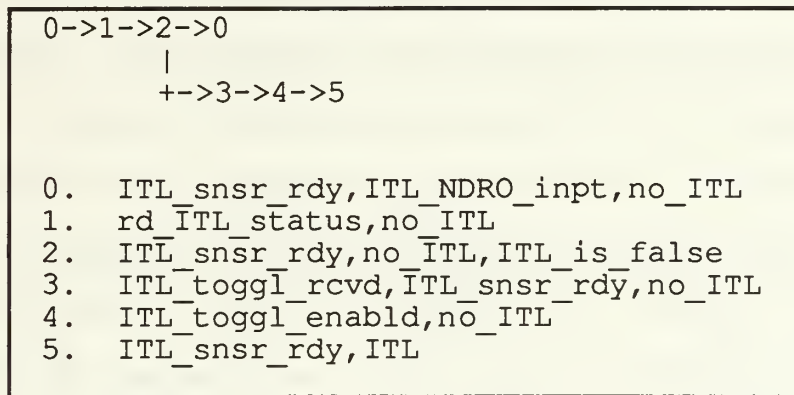 0->1->2->0
|
+->3->4->5
0. ITL_snsr_rdy,ITL_NDRO_inpt,no_ITL
1. rd_ITL_status,no_ITL
2. ITL_snsr_rdy,no_ITL,ITL_is_false
3. ITL_toggl_rcvd,ITL_snsr_rdy,no_ITL
4. ITL_toggl_enabld,no_ITL
5. ITL_snsr_rdy,ITL